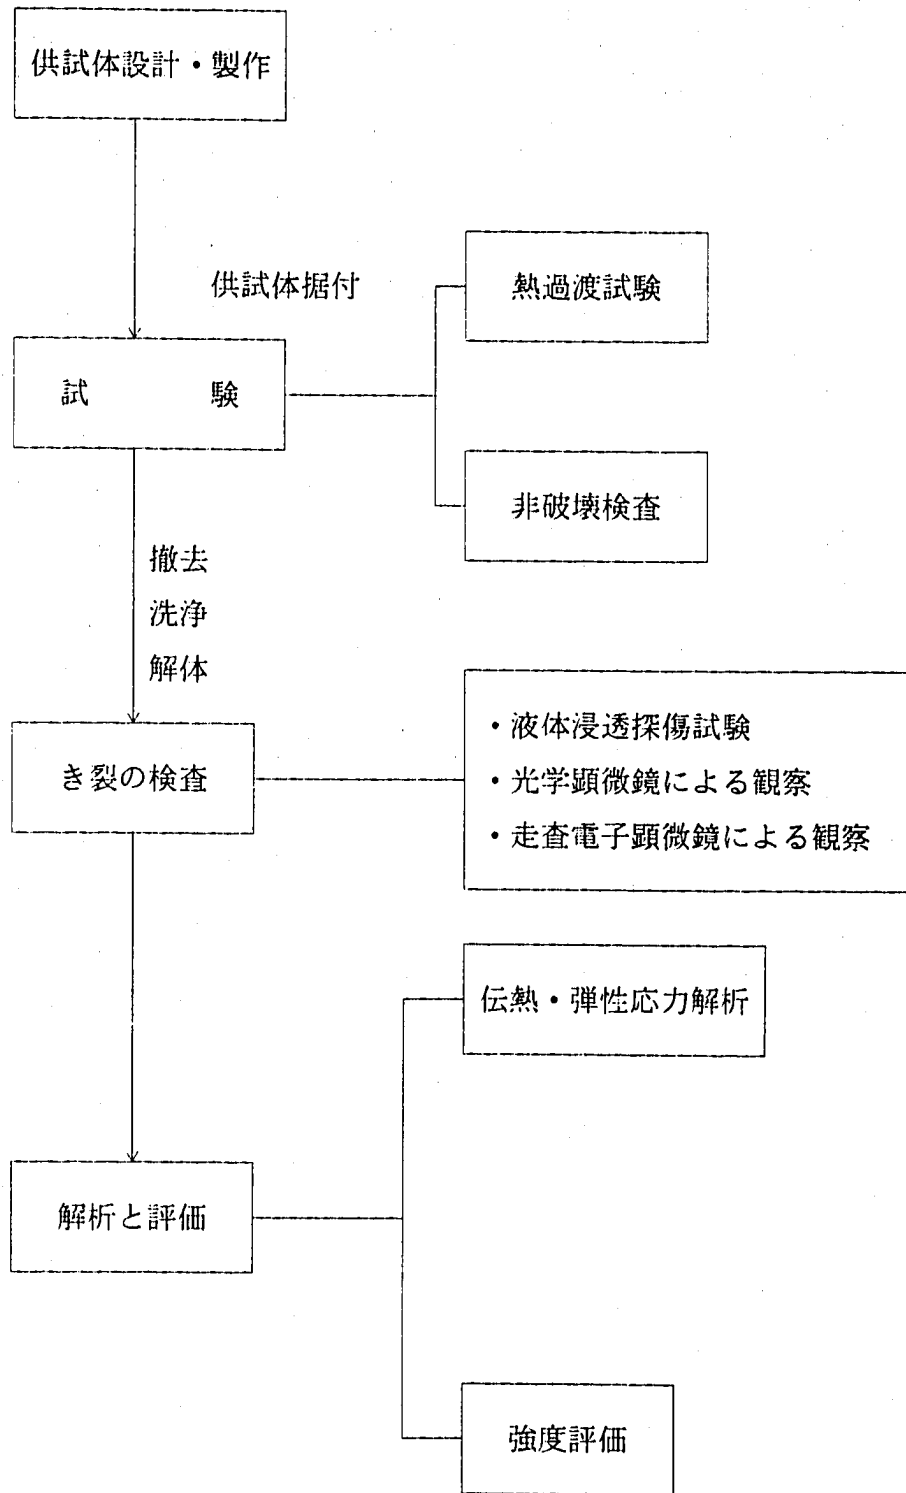 供試体設計・製作
供試体据付
熱過渡試験
試　　　験
非破壊検査
撤去
洗浄
解体
き裂の検査
・液体浸透探傷試験
・光学顕微鏡による観察
・走査電子顕微鏡による観察
伝熱・弾性応力解析
解析と評価
強度評価